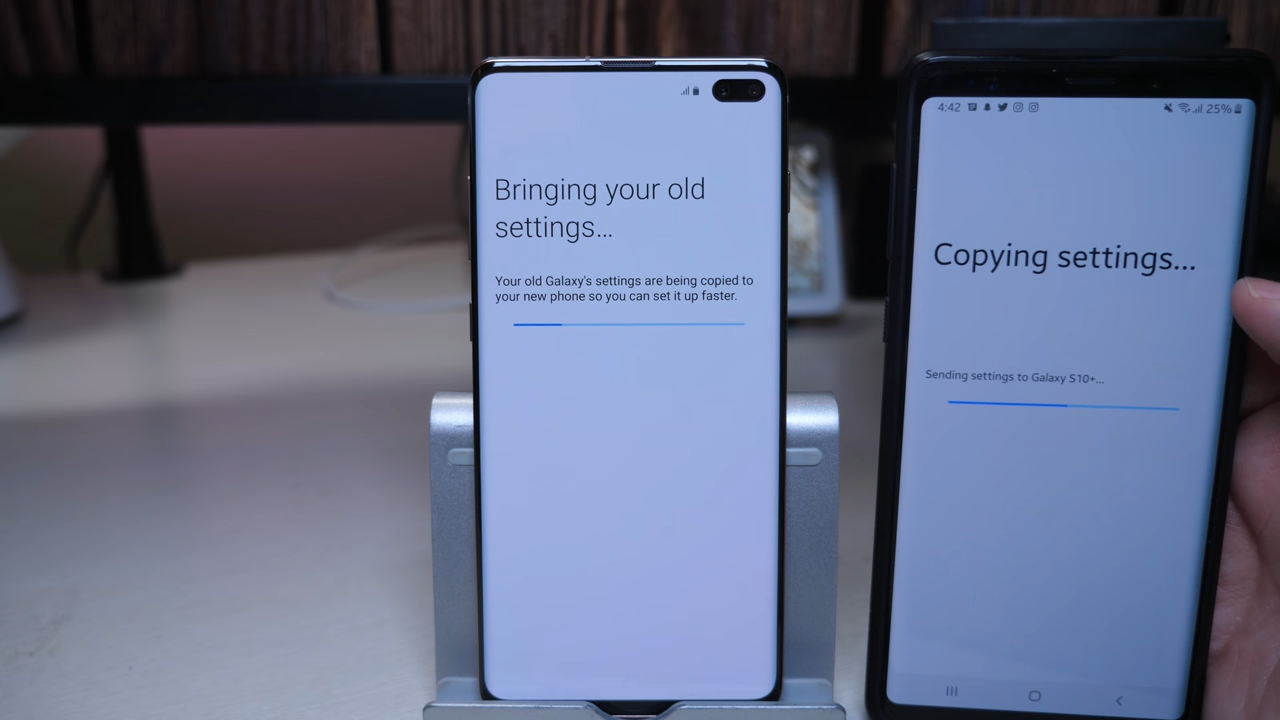 Bringing your old
settings...
Your old Galaxy's settings are being copied to
your new phone so you can set it up faster.
4:42
25%
Copying settings...
Sending settings to Galaxy S10+...